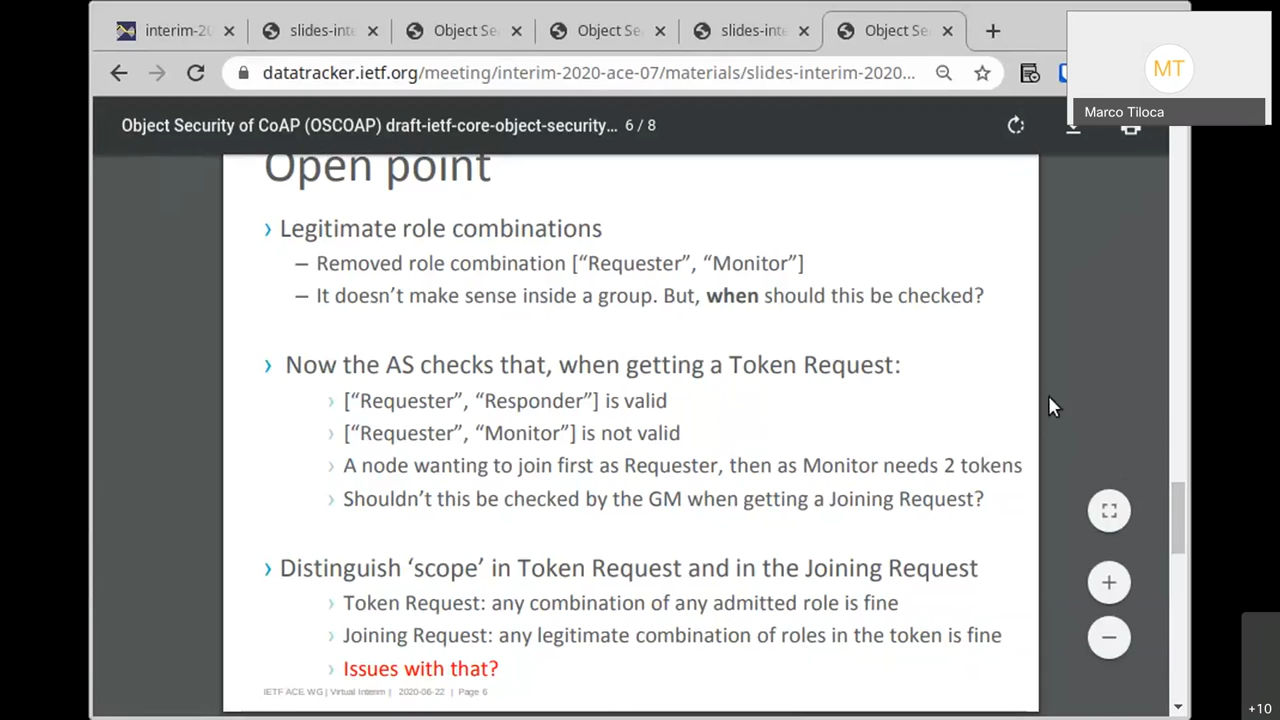 interim-20
slides-inte
Object Se
Object Se
slides-inte
Object Se
datatracker.ietf.org/meeting/interim-2020-ace-07/materials/slides-interim-2020...
MT
Marco Tiloca
Object Security of CoAP (OSCOAP) draft-ietf-core-object-security... 6 / 8
Open point
› Legitimate role combinations
– Removed role combination [“Requester”, “Monitor”]
– It doesn’t make sense inside a group. But, when should this be checked?
› Now the AS checks that, when getting a Token Request:
› [“Requester”, “Responder”] is valid
› [“Requester”, “Monitor”] is not valid
› A node wanting to join first as Requester, then as Monitor needs 2 tokens
› Shouldn’t this be checked by the GM when getting a Joining Request?
› Distinguish ‘scope’ in Token Request and in the Joining Request
› Token Request: any combination of any admitted role is fine
› Joining Request: any legitimate combination of roles in the token is fine
› Issues with that?
IETF ACE WG | Virtual Interim | 2020-06-22 | Page 6
+10